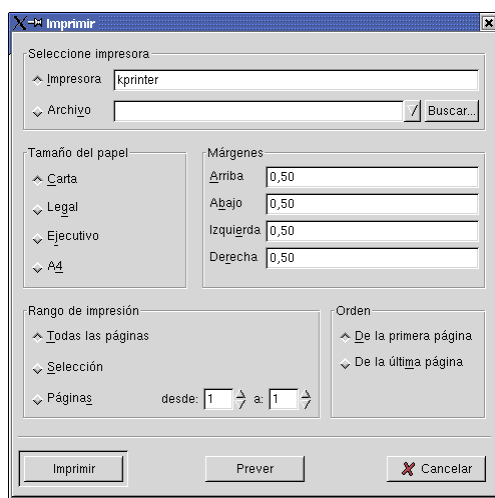 Imprimir
Seleccione impresora
Impresora kprinter
Archivo Buscar...
Tamaño del papel
Carta
Legal
Ejecutivo
A4
Márgenes
Arriba 0,50
Abajo 0,50
Izquierda 0,50
Derecha 0,50
Rango de impresión
Todas las páginas
Selección
Páginas desde: 1 a: 1
Orden
De la primera página
De la última página
Imprimir Prever Cancelar